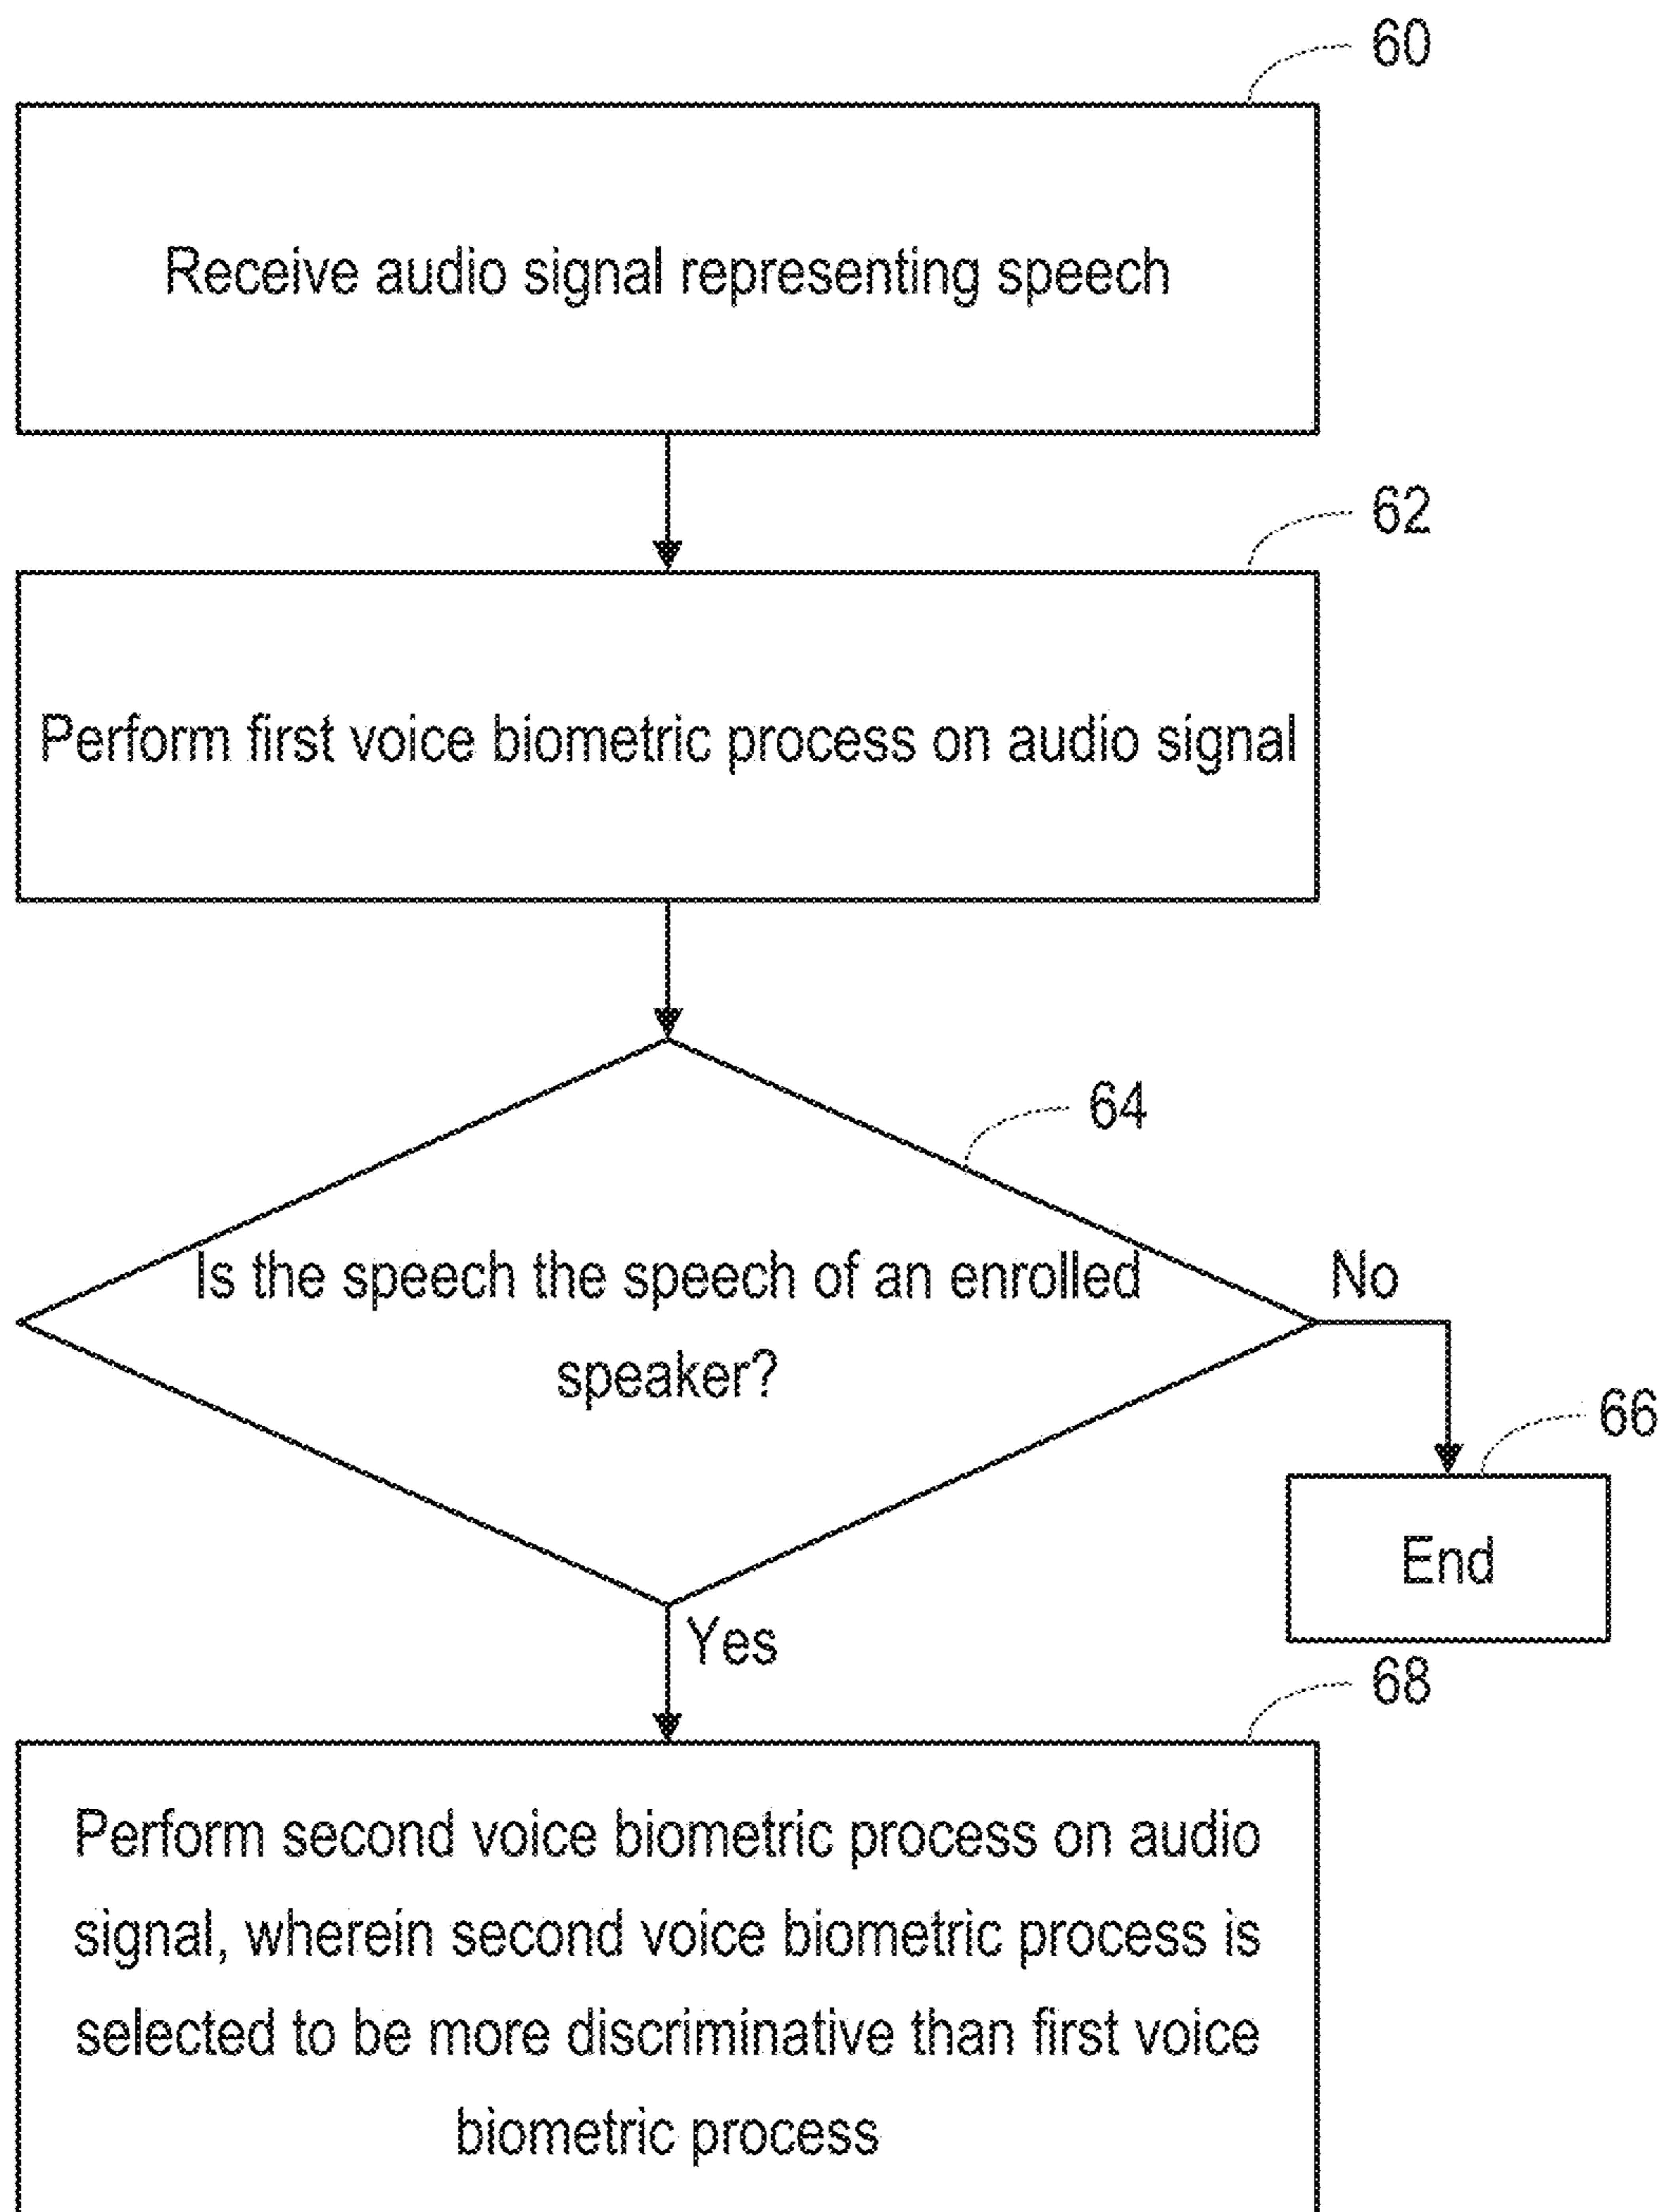 60
Receive audio signal representing speech
62
Perform first voice biometric process on audio signal
64
Is the speech the speech of an enrolled
speaker?
No
66
End
Yes
68
Perform second voice biometric process on audio
signal, wherein second voice biometric process is
selected to be more discriminative than first voice
biometric process